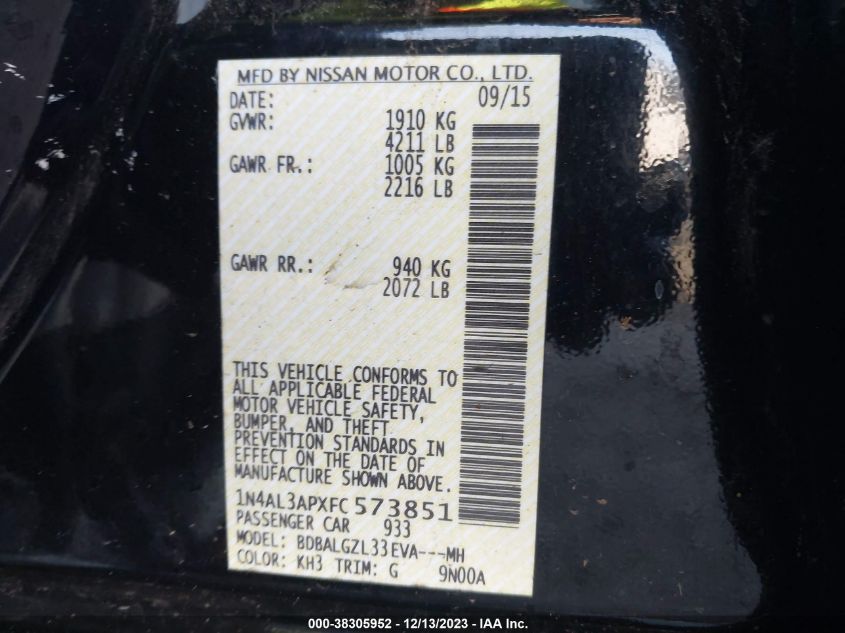 MFD BY NISSAN MOTOR CO., LTD.
DATE: 09/15
GVWR: 1910 KG
4211 LB
GAWR FR.: 1005 KG
2216 LB
GAWR RR.: 940 KG
2072 LB
THIS VEHICLE CONFORMS TO
ALL APPLICABLE FEDERAL
MOTOR VEHICLE SAFETY,
BUMPER, AND THEFT
PREVENTION STANDARDS IN
EFFECT ON THE DATE OF
MANUFACTURE SHOWN ABOVE.
1N4AL3APXFC573851
PASSENGER CAR 933
MODEL: BDBALGZL33EVA---MH
COLOR: KH3 TRIM: G 9N00A
000-38305952 - 12/13/2023 - IAA Inc.